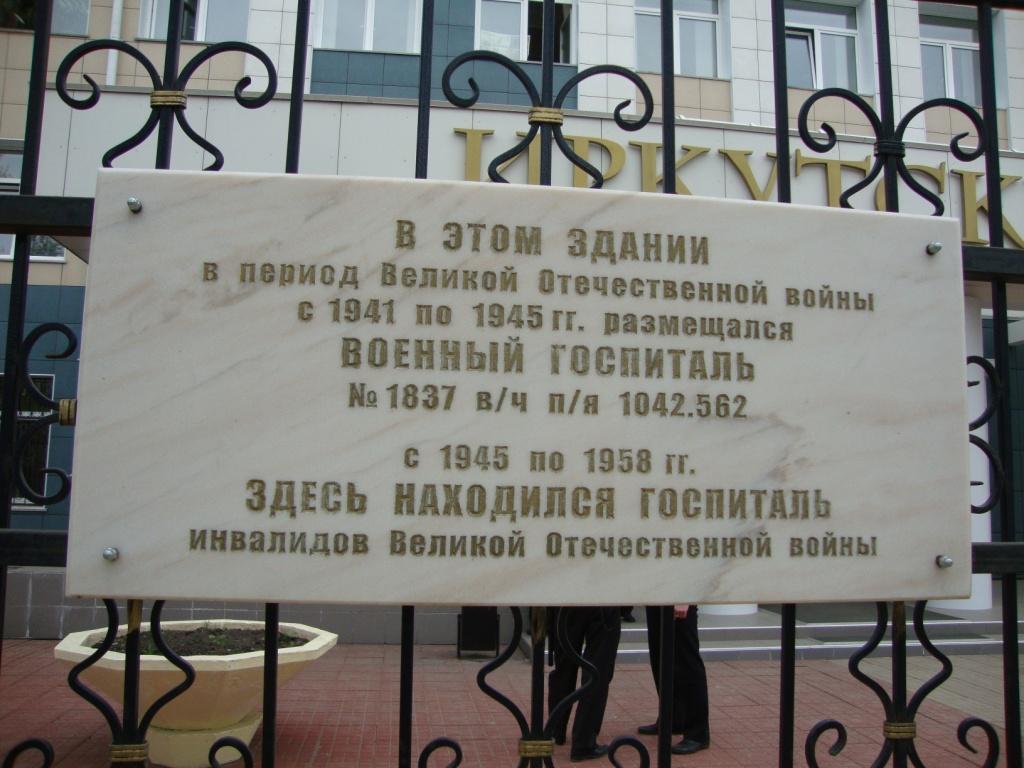 ИРКУТСК
В ЭТОМ ЗДАНИИ
в период Великой Отечественной войны
с 1941 по 1945 гг. размещался
ВОЕННЫЙ ГОСПИТАЛЬ
№ 1837 в/ч п/я 1042.562
с 1945 по 1958 гг.
ЗДЕСЬ НАХОДИЛСЯ ГОСПИТАЛЬ
инвалидов Великой Отечественной войны